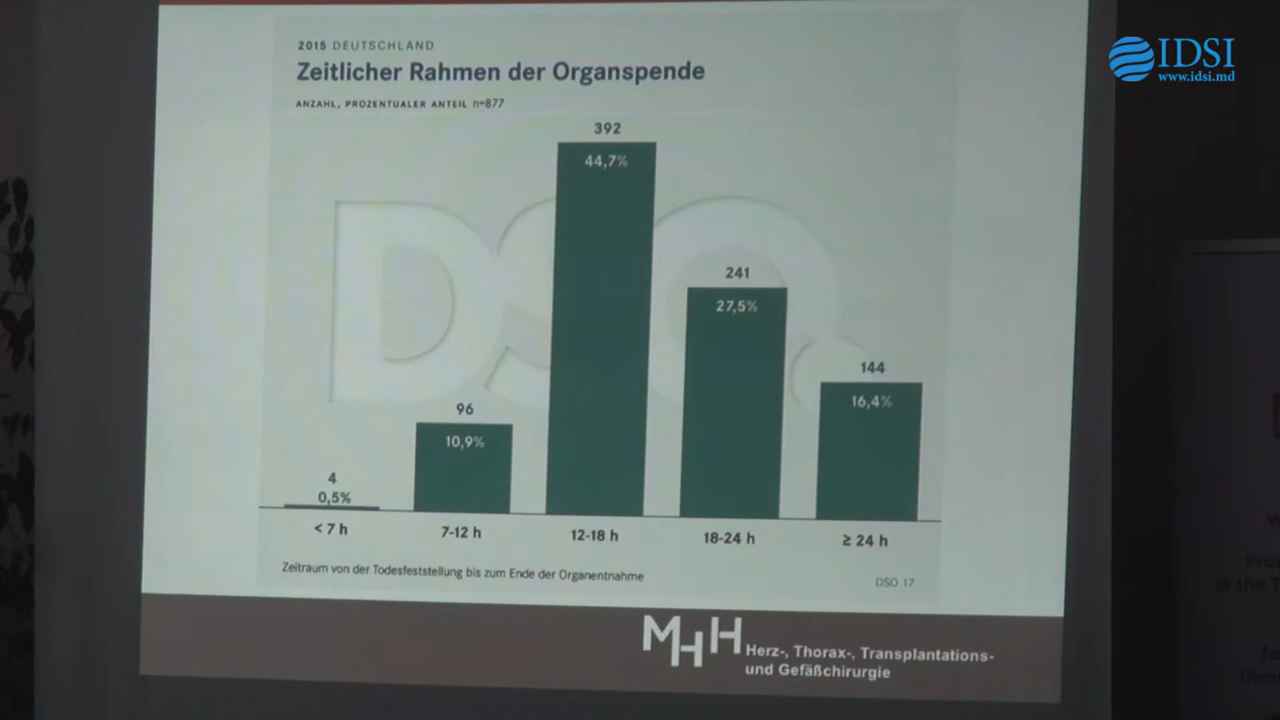 IDSI
www.idsi.md
2015 DEUTSCHLAND
Zeitlicher Rahmen der Organspende
ANZAHL, PROZENTUALER ANTEIL n=877
DSO.
392
44,7%
241
27,5%
144
16,4%
96
10,9%
4
0,5%
< 7 h
7-12 h
12-18 h
18-24 h
≥ 24 h
Zeitraum von der Todesfeststellung bis zum Ende der Organentnahme
DSO 17
MHH
Herz-, Thorax-, Transplantations-
und Gefäßchirurgie